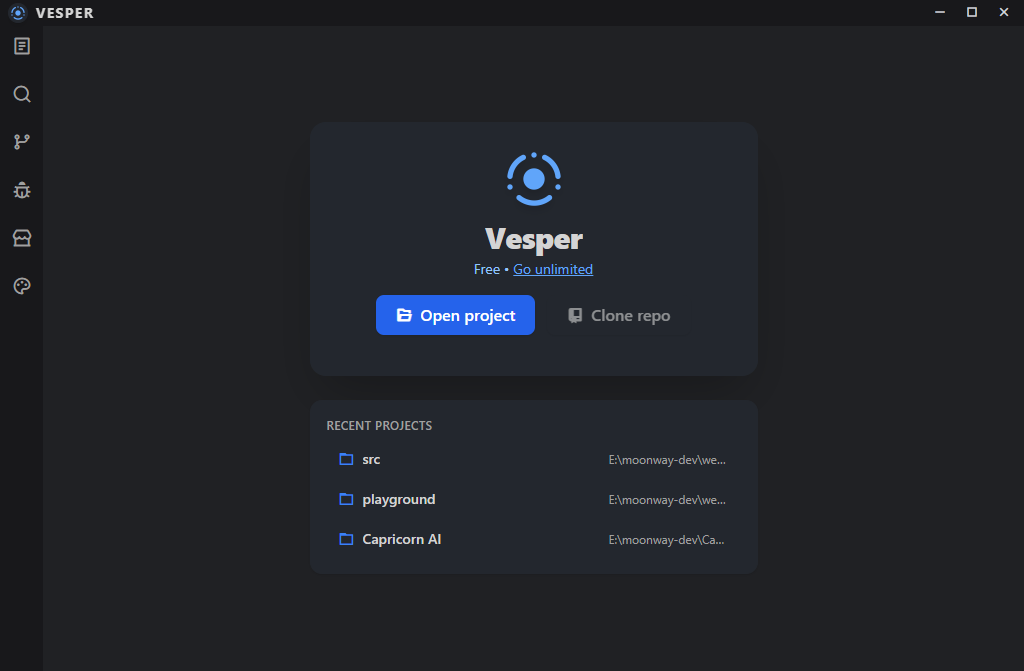 VESPER
Vesper
Free • Go unlimited
Open project Clone repo
RECENT PROJECTS
src E:\moonway-dev\we...
playground E:\moonway-dev\we...
Capricorn AI E:\moonway-dev\Ca...